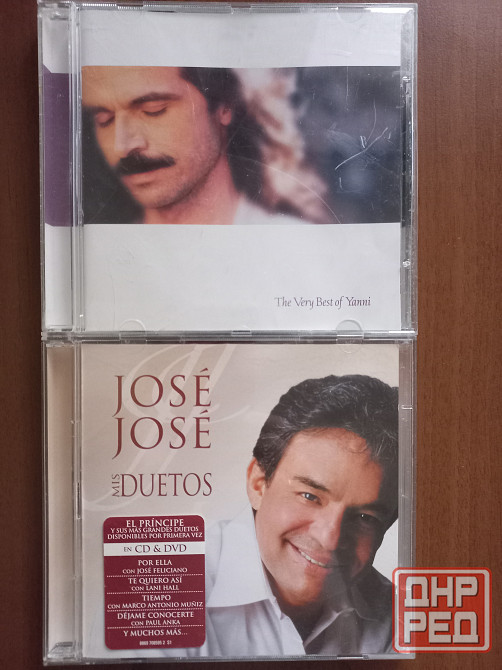 The Very Best of Yanni
JOSÉ
JOSÉ
MIS DUETOS
EL PRÍNCIPE
Y SUS MÁS GRANDES DUETOS
DISPONIBLES POR PRIMERA VEZ
EN CD & DVD
POR ELLA
CON JOSÉ FELICIANO
TE QUIERO ASÍ
CON LANI HALL
TIEMPO
CON MARCO ANTONIO MUÑIZ
DÉJAME CONOCERTE
CON PAUL ANKA
Y MUCHOS MÁS...
ДНР
РЕД